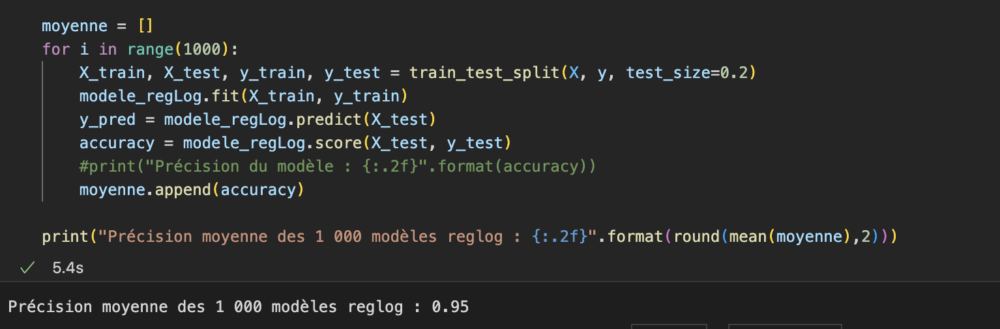 moyenne = []
for i in range(1000):
    X_train, X_test, y_train, y_test = train_test_split(X, y, test_size=0.2)
    modele_regLog.fit(X_train, y_train)
    y_pred = modele_regLog.predict(X_test)
    accuracy = modele_regLog.score(X_test, y_test)
    #print("Précision du modèle : {:.2f}".format(accuracy))
    moyenne.append(accuracy)
print("Précision moyenne des 1 000 modèles reglog : {:.2f}".format(round(mean(moyenne),2)))
5.4s
Précision moyenne des 1 000 modèles reglog : 0.95